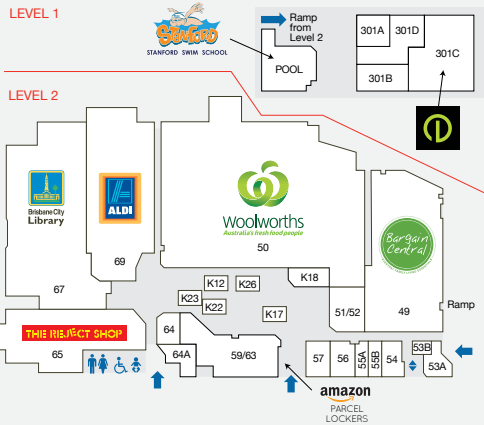 LEVEL 1
STANFORD
STANFORD SWIM SCHOOL
Ramp
from
Level 2
POOL
301A
301D
301C
301B
LEVEL 2
Brisbane City
Library
67
ALDI
69
Woolworths
Australia's fresh food people
50
Bargain
Central
49
Ramp
K12
K26
K18
K23
K22
K17
51/52
THE REJECT SHOP
65
64
64A
59/63
57
56
55A
55B
54
53B
53A
amazon
PARCEL
LOCKERS